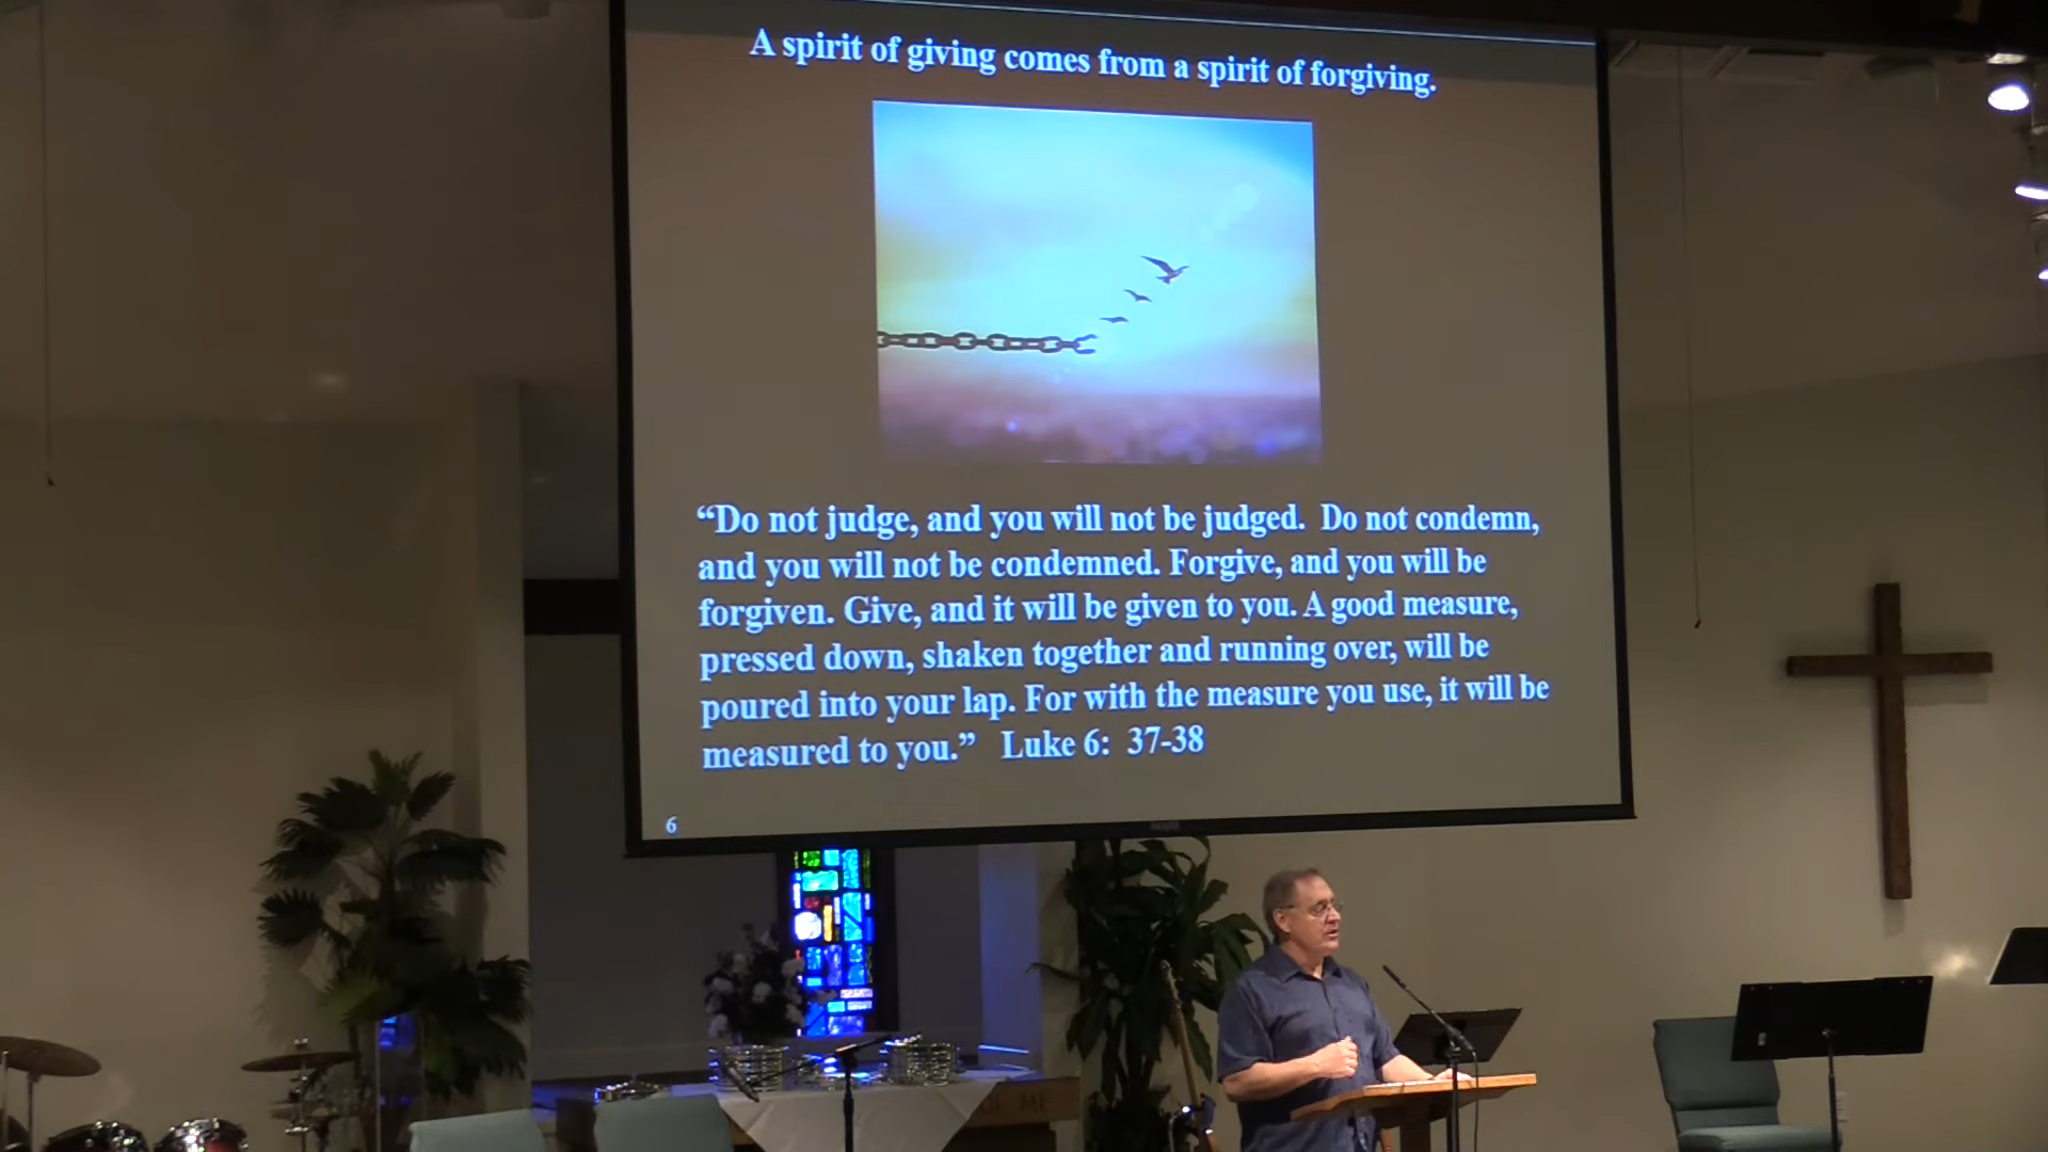 A spirit of giving comes from a spirit of forgiving.
“Do not judge, and you will not be judged.  Do not condemn,
and you will not be condemned. Forgive, and you will be
forgiven. Give, and it will be given to you. A good measure,
pressed down, shaken together and running over, will be
poured into your lap. For with the measure you use, it will be
measured to you.”   Luke 6:  37-38
6
OF ME